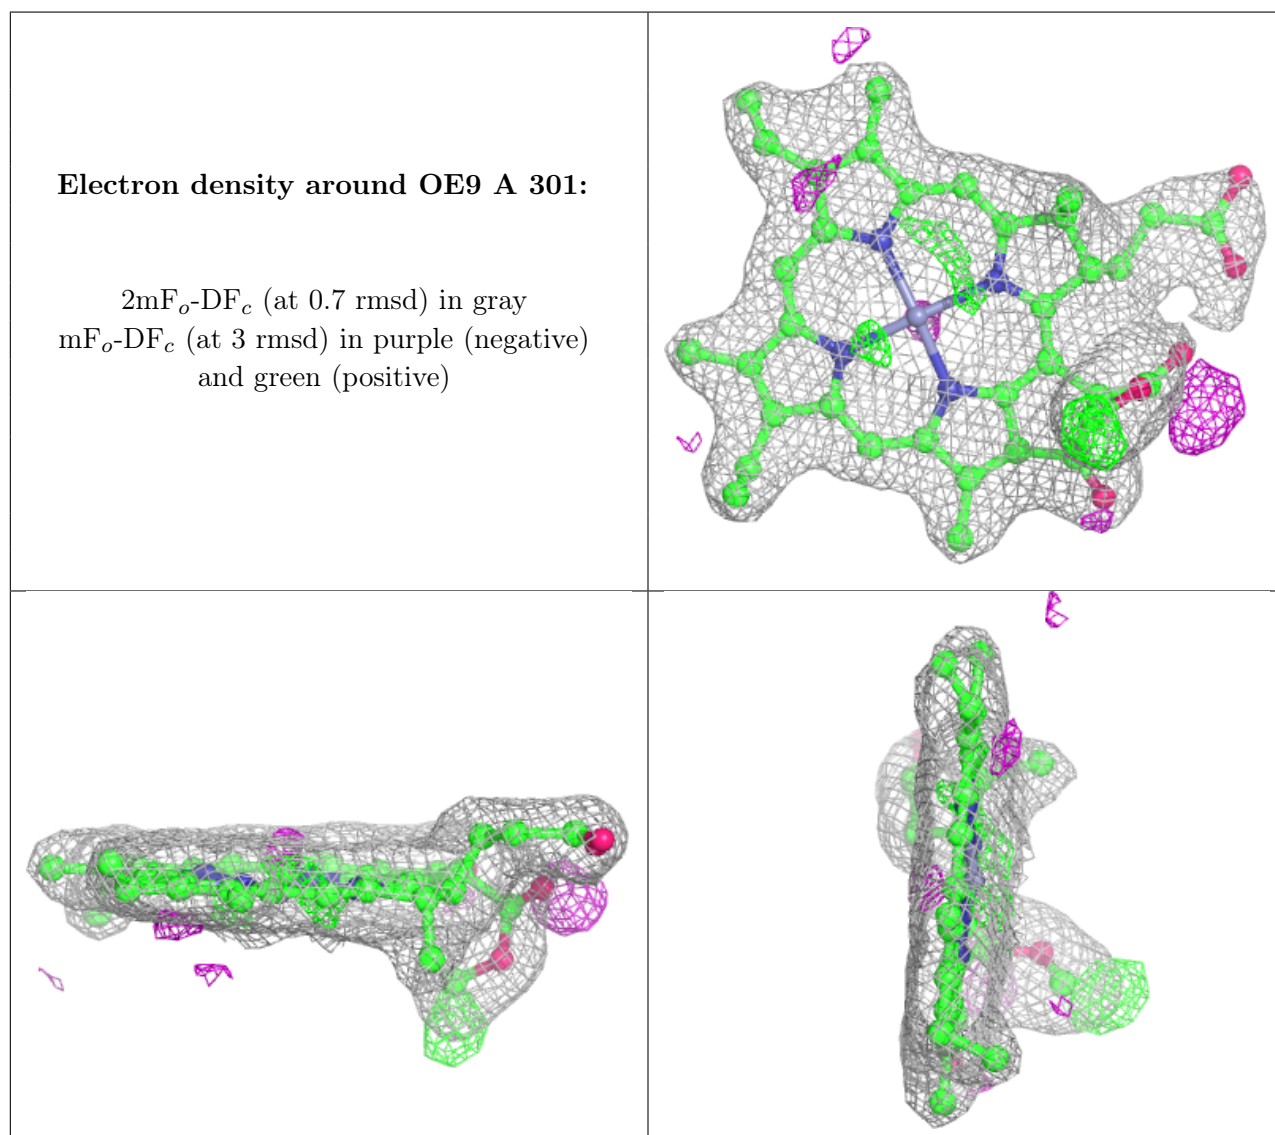 Electron density around OE9 A 301:
2mFo-DFc (at 0.7 rmsd) in gray
mFo-DFc (at 3 rmsd) in purple (negative)
and green (positive)